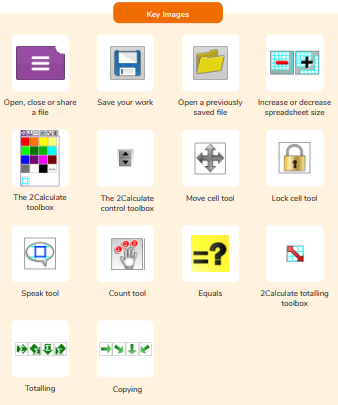 Key Images
Open, close or share
a file
Save your work
Open a previously
saved file
Increase or decrease
spreadsheet size
The 2Calculate
toolbox
The 2Calculate
control toolbox
Move cell tool
Lock cell tool
Speak tool
Count tool
Equals
2Calculate totalling
toolbox
Totalling
Copying